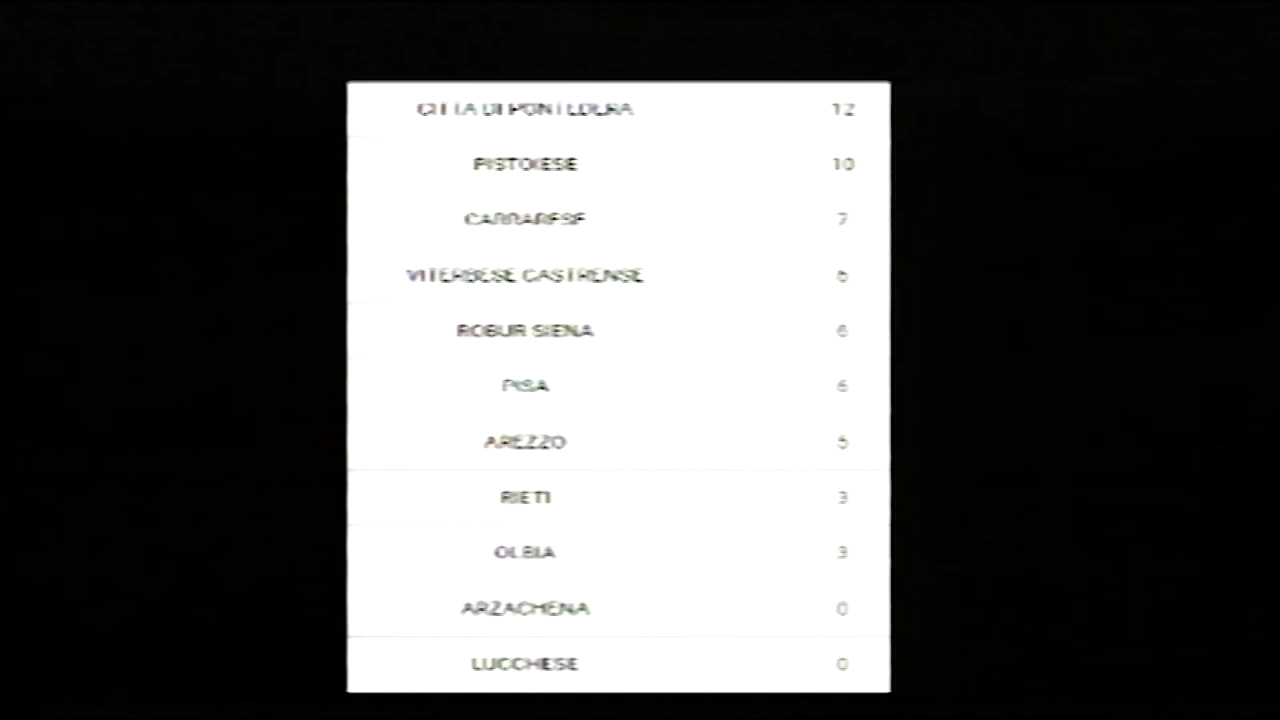 CITTA DI PONTEDERA 12
PISTOIESE 10
CARRARESE 7
VITERBESE CASTRENSE 6
ROBUR SIENA 6
PISA 6
AREZZO 5
RIETI 3
OLBIA 3
ARZACHENA 0
LUCCHESE 0